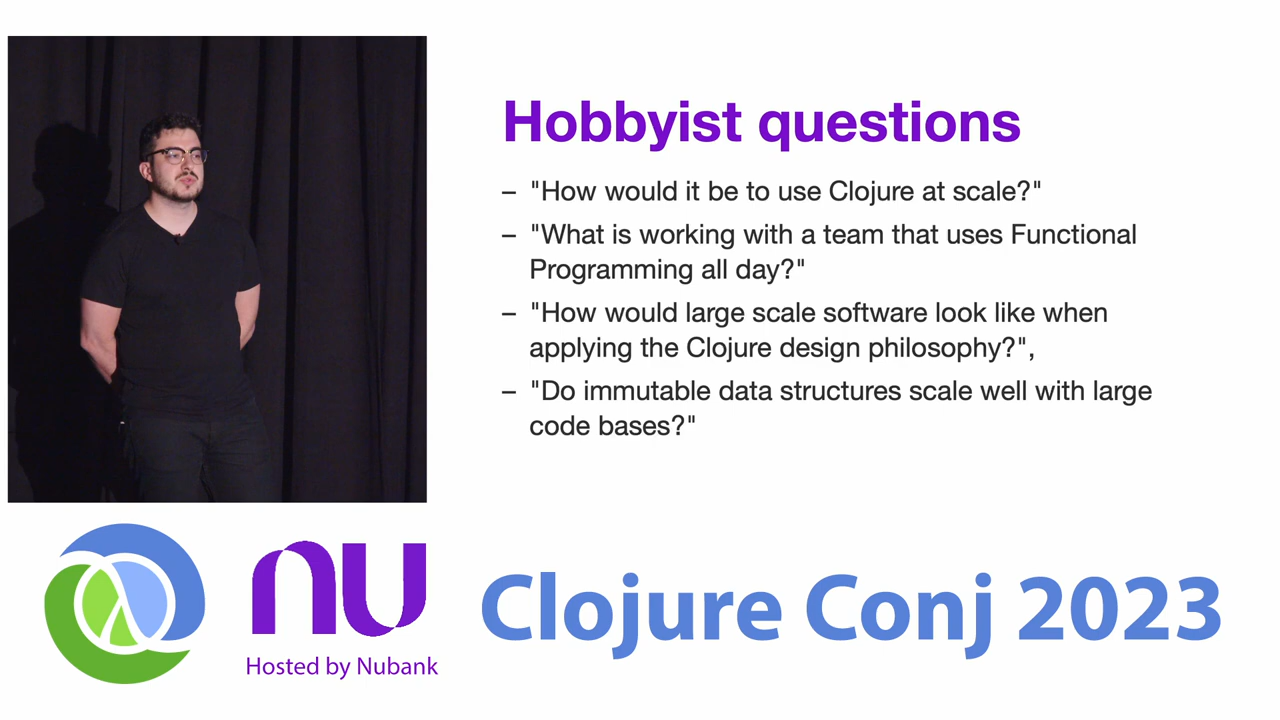 Hobbyist questions
– "How would it be to use Clojure at scale?"
– "What is working with a team that uses Functional
Programming all day?"
– "How would large scale software look like when
applying the Clojure design philosophy?",
– "Do immutable data structures scale well with large
code bases?"
nu
Hosted by Nubank
Clojure Conj 2023